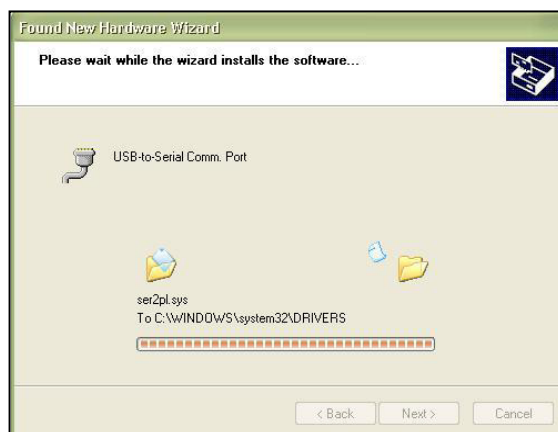 Found New Hardware Wizard
Please wait while the wizard installs the software...
USB-to-Serial Comm. Port
ser2pl.sys
To C:\WINDOWS\system32\DRIVERS
< Back Next > Cancel